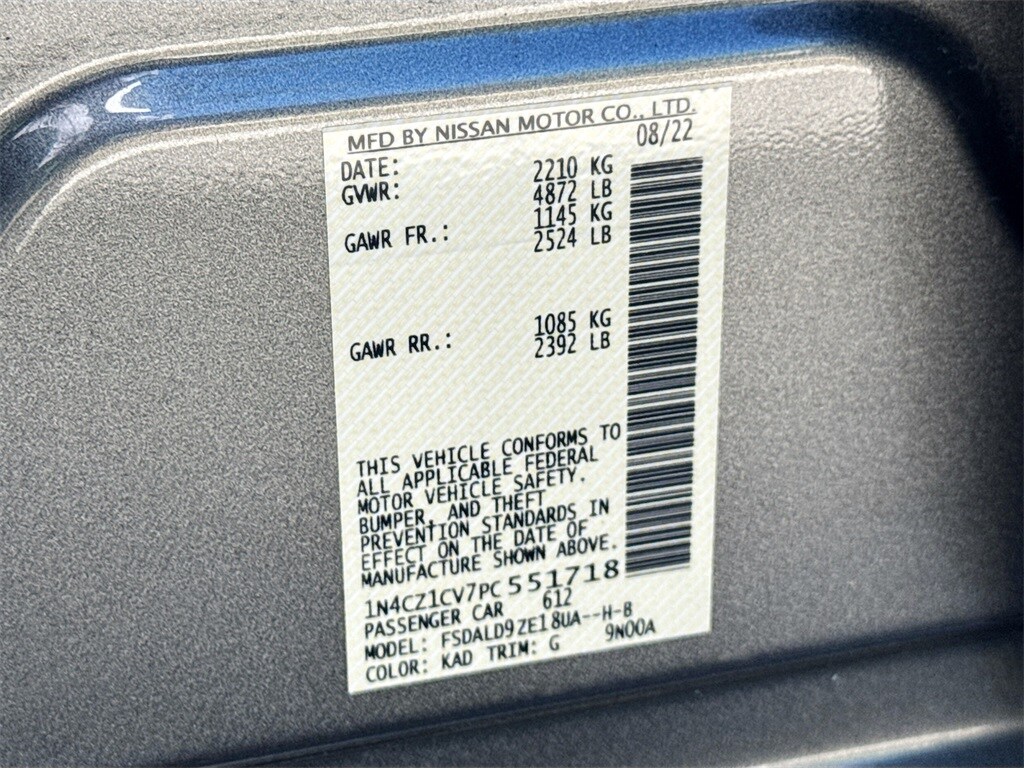 MFD BY NISSAN MOTOR CO., LTD.
DATE: 08/22
GVWR: 2210 KG
4872 LB
GAWR FR.: 1145 KG
2524 LB
GAWR RR.: 1085 KG
2392 LB
THIS VEHICLE CONFORMS TO
ALL APPLICABLE FEDERAL
MOTOR VEHICLE SAFETY.
BUMPER, AND THEFT
PREVENTION STANDARDS IN
EFFECT ON THE DATE OF
MANUFACTURE SHOWN ABOVE.
1N4CZ1CV7PC551718
PASSENGER CAR 612
MODEL: FSDALD9ZE18UA--H-B
COLOR: KAD TRIM: G 9N00A